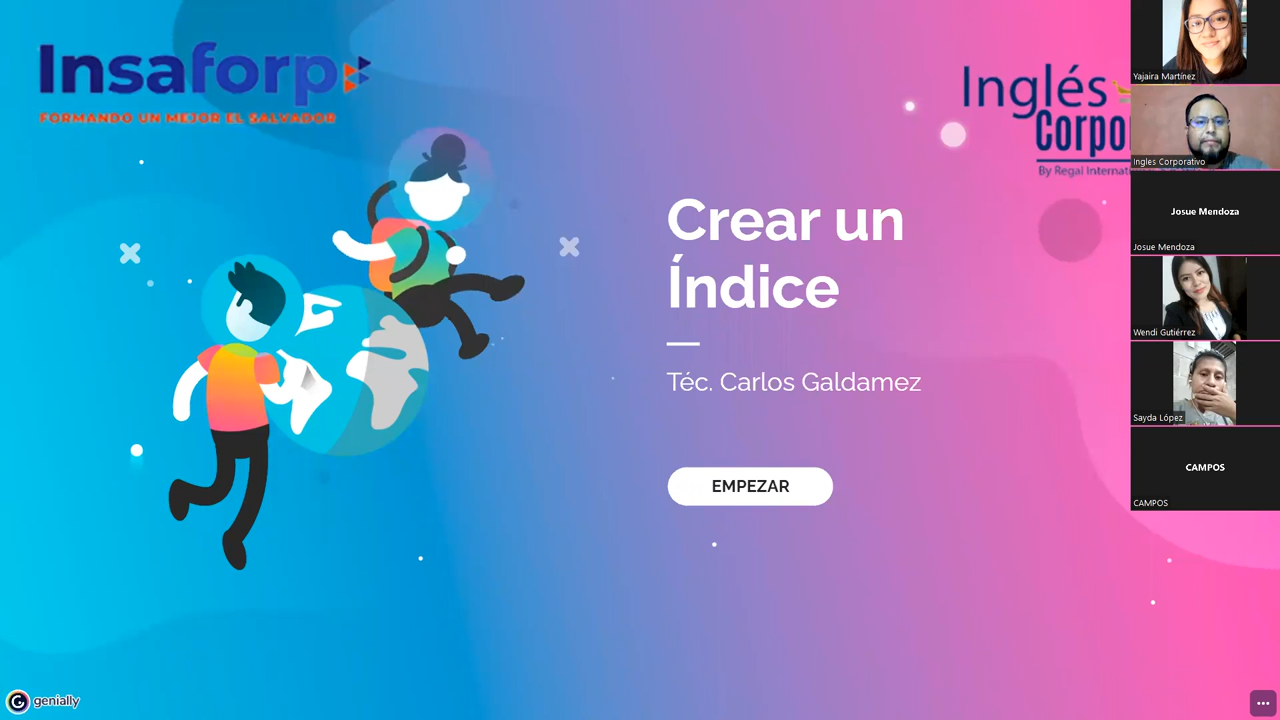 Insaforp
FORMANDO UN MEJOR EL SALVADOR
Inglés
Corpo
By Regal Internat
Crear un
Índice
Téc. Carlos Galdamez
EMPEZAR
Yajaira Martínez
Ingles Corporativo
Josue Mendoza
Josue Mendoza
Wendi Gutiérrez
Sayda López
CAMPOS
CAMPOS
genially